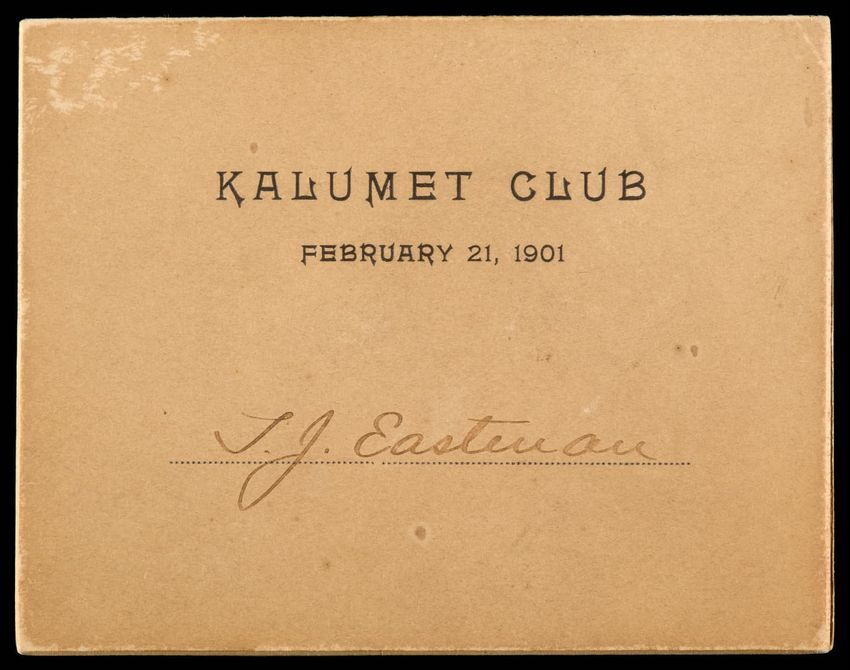 KALUMET CLUB
FEBRUARY 21, 1901
T. J. Eastman